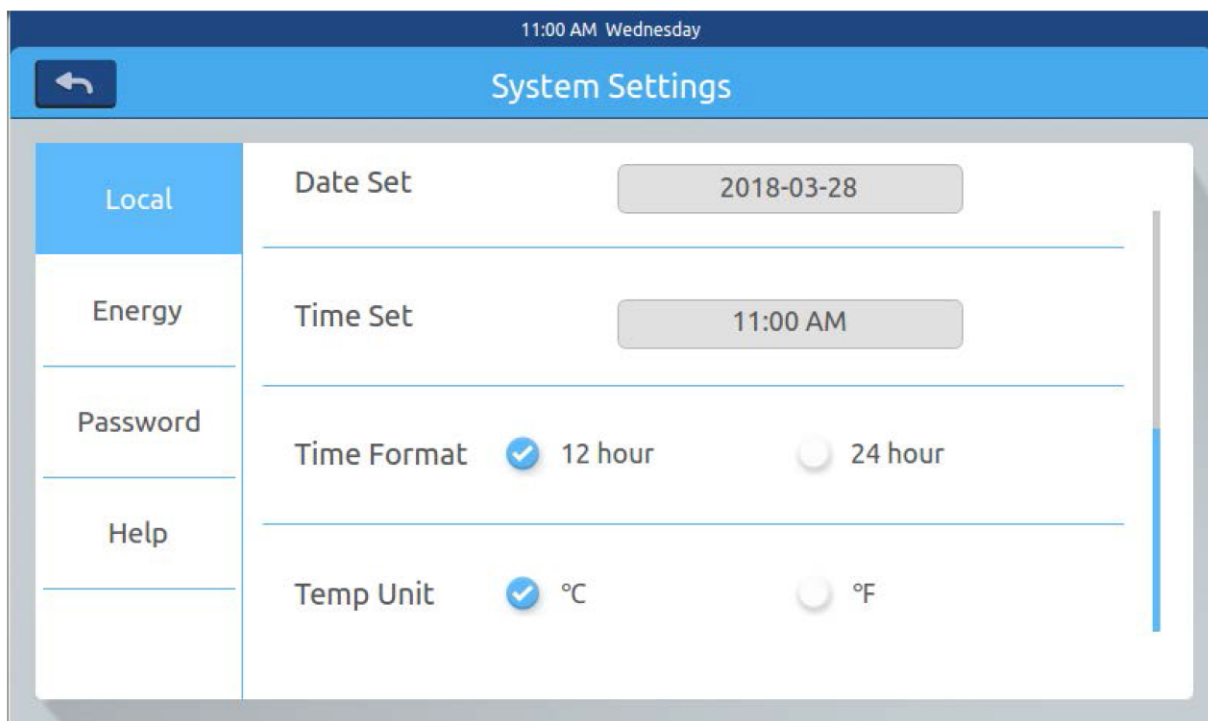 11:00 AM Wednesday
System Settings
Local
Energy
Password
Help
Date Set 2018-03-28
Time Set 11:00 AM
Time Format 12 hour 24 hour
Temp Unit °C °F